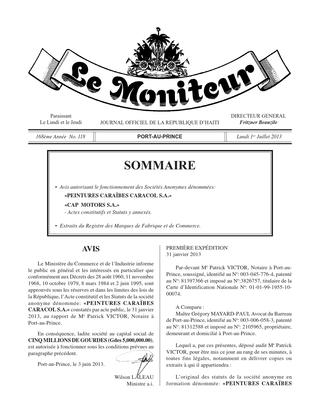 Le Moniteur
Paraissant
Le Lundi et le Jeudi
JOURNAL OFFICIEL DE LA REPUBLIQUE D'HAITI
DIRECTEUR GENERAL
Fritzner Beauzile
168ème Année No. 118
PORT-AU-PRINCE
Lundi 1er Juillet 2013
SOMMAIRE
• Avis autorisant le fonctionnement des Sociétés Anonymes dénommées:
«PEINTURES CARAÏBES CARACOL S.A.»
«CAP MOTORS S.A.»
- Actes constitutifs et Statuts y annexés.
• Extraits du Registre des Marques de Fabrique et de Commerce.
AVIS
Le Ministère du Commerce et de l'Industrie informe
le public en général et les intéressés en particulier que
conformément aux Décrets des 28 août 1960, 11 novembre
1968, 10 octobre 1979, 8 mars 1984 et 2 juin 1995, sont
approuvés sous les réserves et dans les limites des lois de
la République, l'Acte constitutif et les Statuts de la société
anonyme dénommée: «PEINTURES CARAÏBES
CARACOL S.A.» constatés par acte public, le 31 janvier
2013, au rapport de Me Patrick VICTOR, Notaire à
Port-au-Prince.
En conséquence, ladite société au capital social de
CINQ MILLIONS DE GOURDES (Gdes 5,000,000.00),
est autorisée à fonctionner sous les conditions prévues au
paragraphe précédent.
Port-au-Prince, le 3 juin 2013.
Wilson LALEAU
Ministre a.i.
PREMIÈRE EXPÉDITION
31 janvier 2013
Par-devant Me Patrick VICTOR, Notaire à Port-au-
Prince, soussigné, identifié au No: 003-045-776-4, patenté
au No: 81397366 et imposé au No:3826757, titulaire de la
Carte d'Identification Nationale No: 01-01-99-1955-10-
00074.
A Comparu :
Maître Grégory MAYARD-PAUL Avocat du Barreau
de Port-au-Prince, identifié au No: 003-006-058-3, patenté
au No: 81312588 et imposé au No: 2105965, propriétaire,
demeurant et domicilié à Port-au-Prince.
Lequel a, par ces présentes, déposé audit Me Patrick
VICTOR, pour être mis ce jour au rang de ses minutes, à
toutes fins légales, notamment en délivrer copies ou
extraits à qui il appartiendra :
L'original des statuts de la société anonyme en
formation dénommée: «PEINTURES CARAÏBES